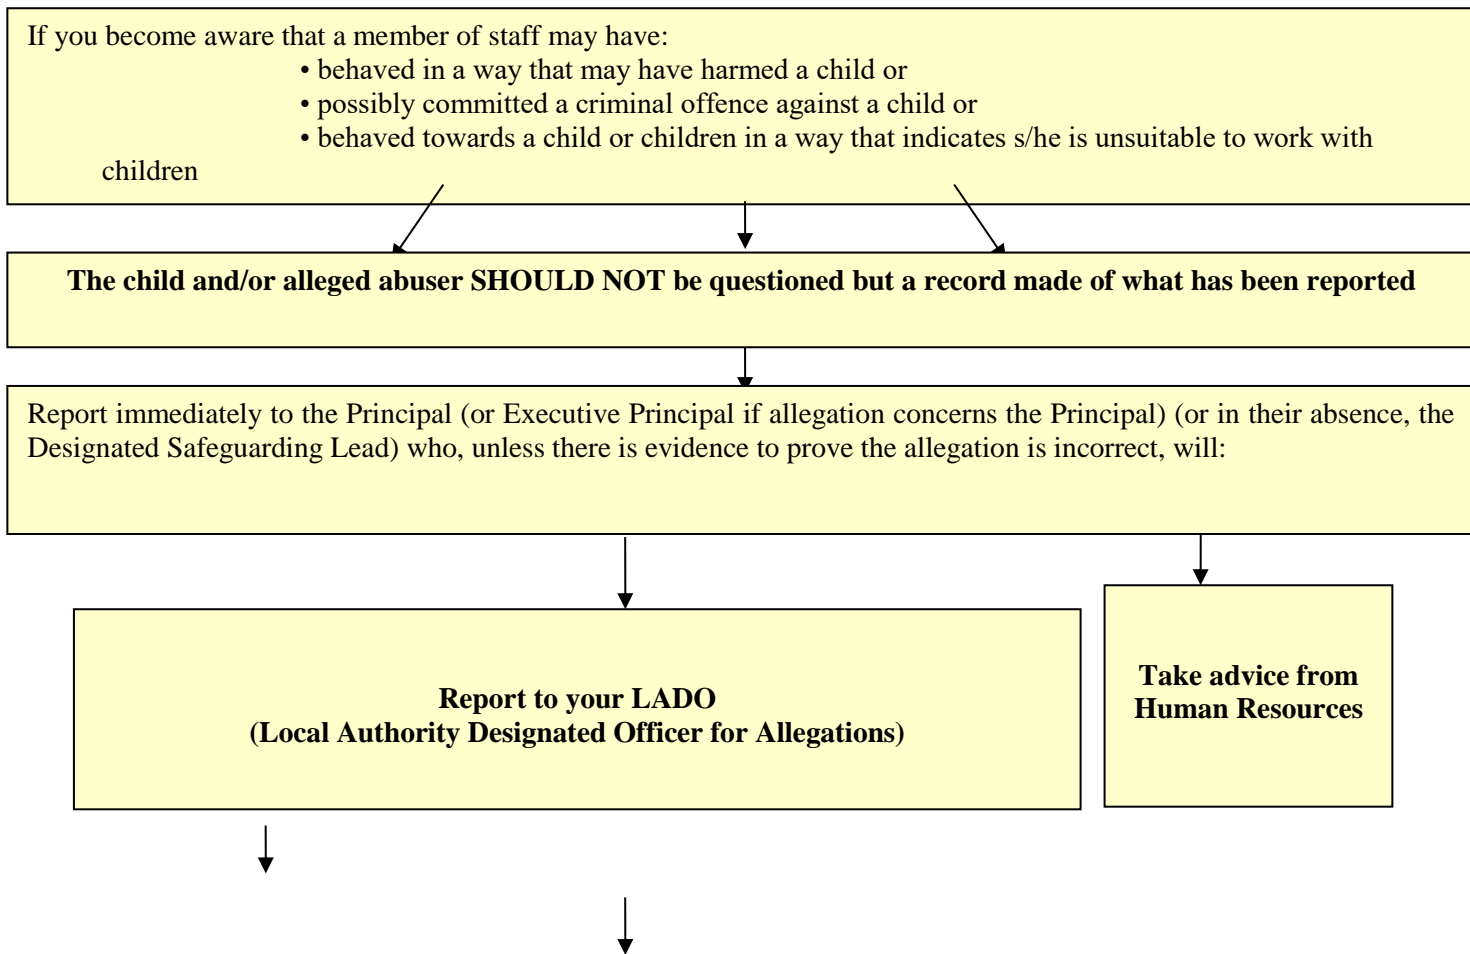 If you become aware that a member of staff may have:
• behaved in a way that may have harmed a child or
• possibly committed a criminal offence against a child or
• behaved towards a child or children in a way that indicates s/he is unsuitable to work with
children
The child and/or alleged abuser SHOULD NOT be questioned but a record made of what has been reported
Report immediately to the Principal (or Executive Principal if allegation concerns the Principal) (or in their absence, the
Designated Safeguarding Lead) who, unless there is evidence to prove the allegation is incorrect, will:
Report to your LADO
(Local Authority Designated Officer for Allegations)
Take advice from
Human Resources